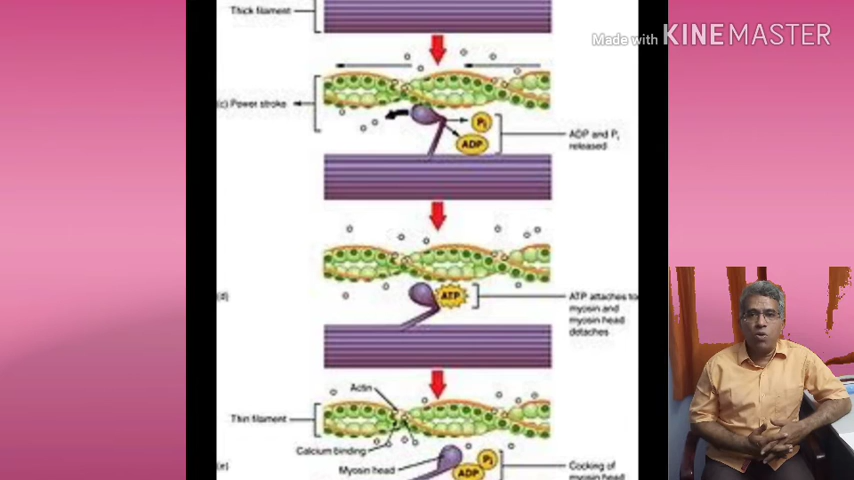 Thick filament
Made with KINEMASTER
(c) Power stroke
Pi
ADP
ADP and Pi
released
(d)
ATP
ATP attaches to
myosin and
myosin head
detaches
Actin
Thin filament
Calcium binding
Myosin head
Pi
ADP
(e)
Cocking of
myosin head